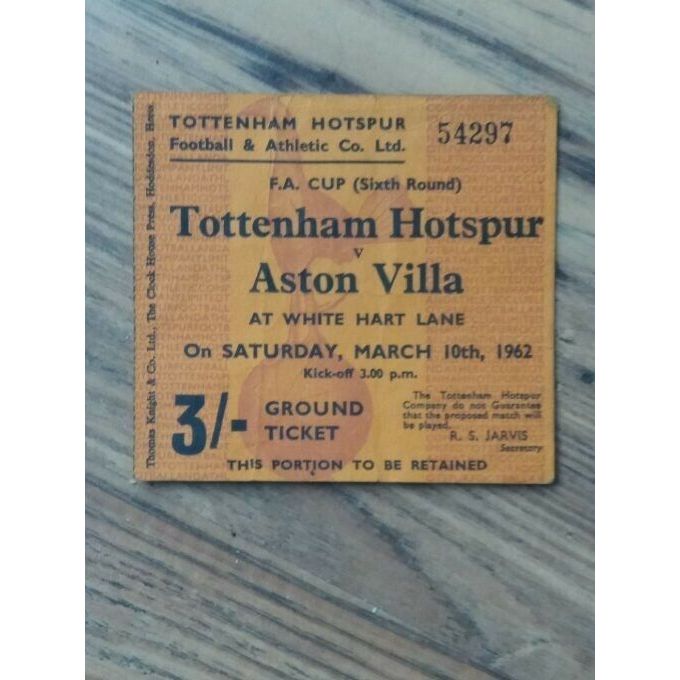 TOTTENHAM HOTSPUR
Football & Athletic Co. Ltd.
54297
F.A. CUP (Sixth Round)
Tottenham Hotspur
v
Aston Villa
AT WHITE HART LANE
On SATURDAY, MARCH 10th, 1962
Kick-off 3.00 p.m.
3/-
GROUND
TICKET
The Tottenham Hotspur
Company do not Guarantee
that the proposed match will
be played.
R. S. JARVIS
Secretary
THIS PORTION TO BE RETAINED
Thomas Knight & Co. Ltd., The Clock House Press, Hoddesdon, Herts.